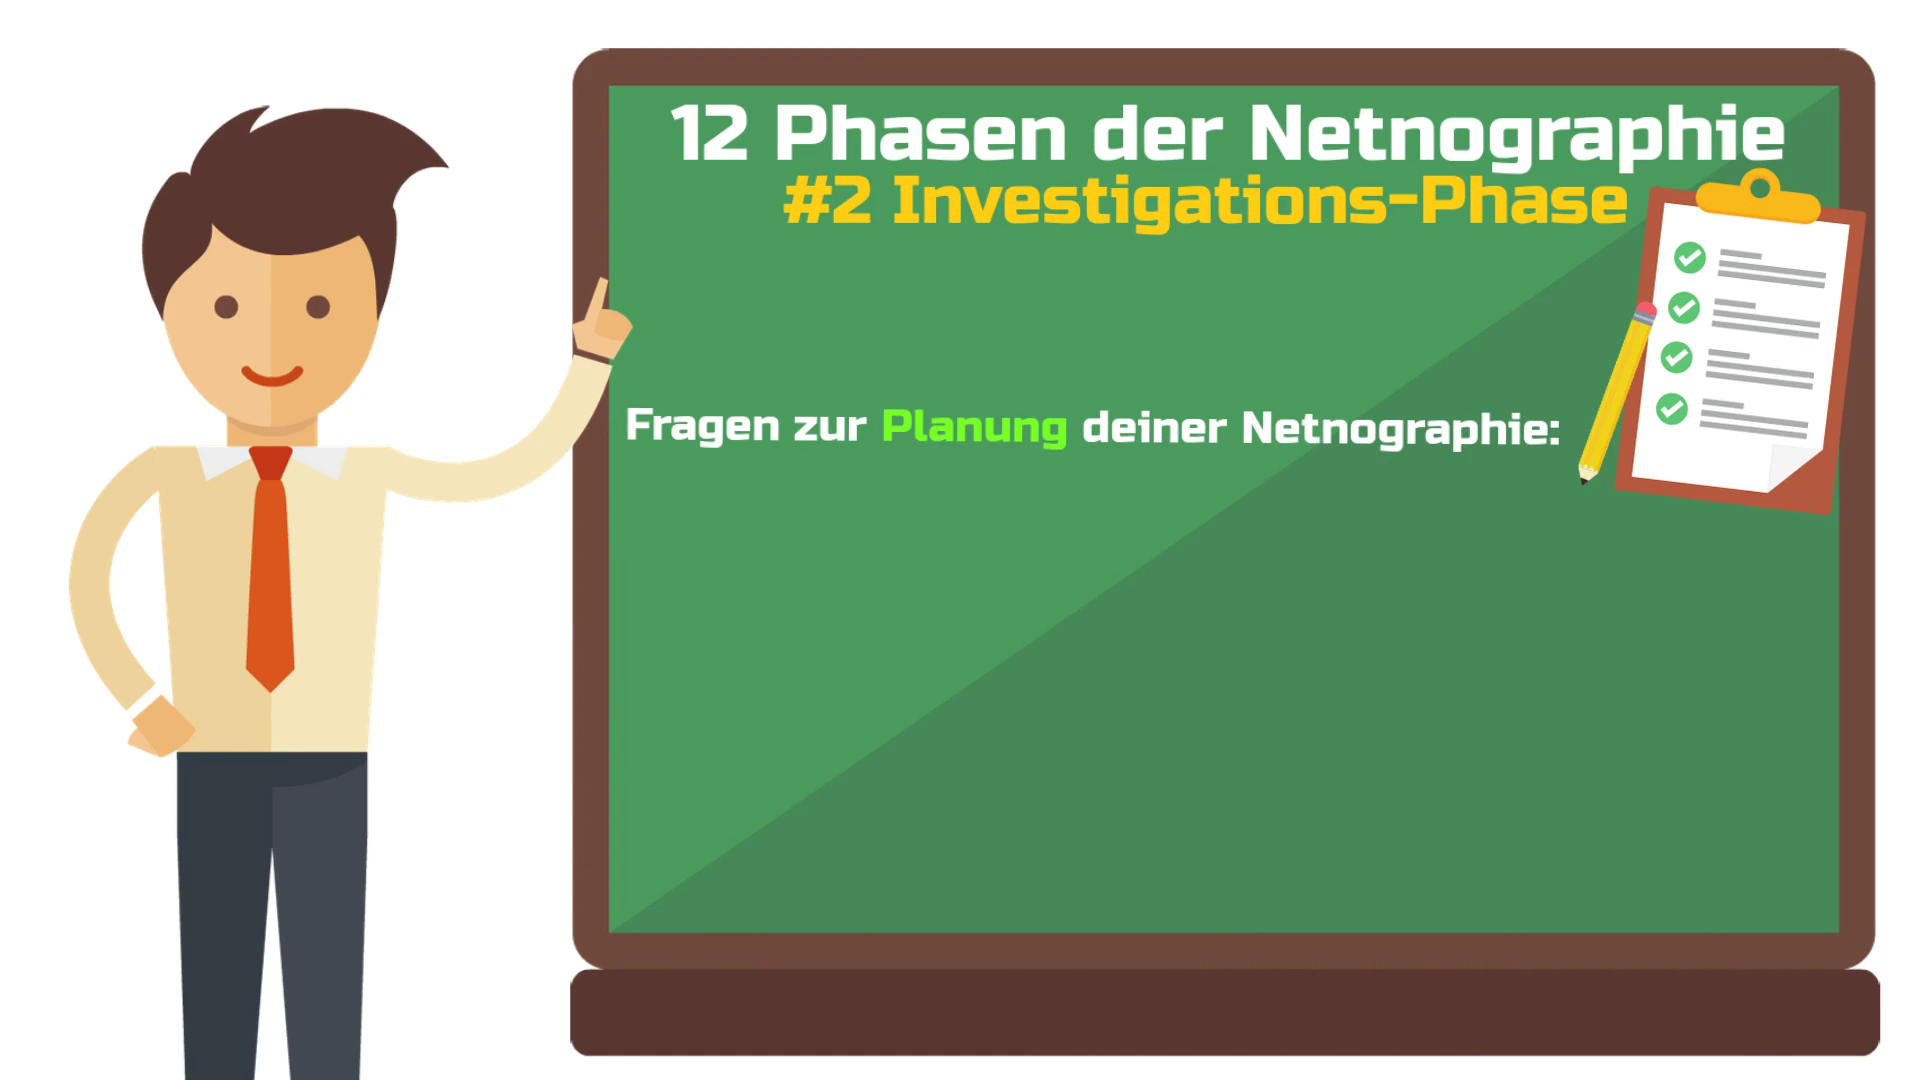 12 Phasen der Netnographie
#2 Investigations-Phase
Fragen zur Planung deiner Netnographie: